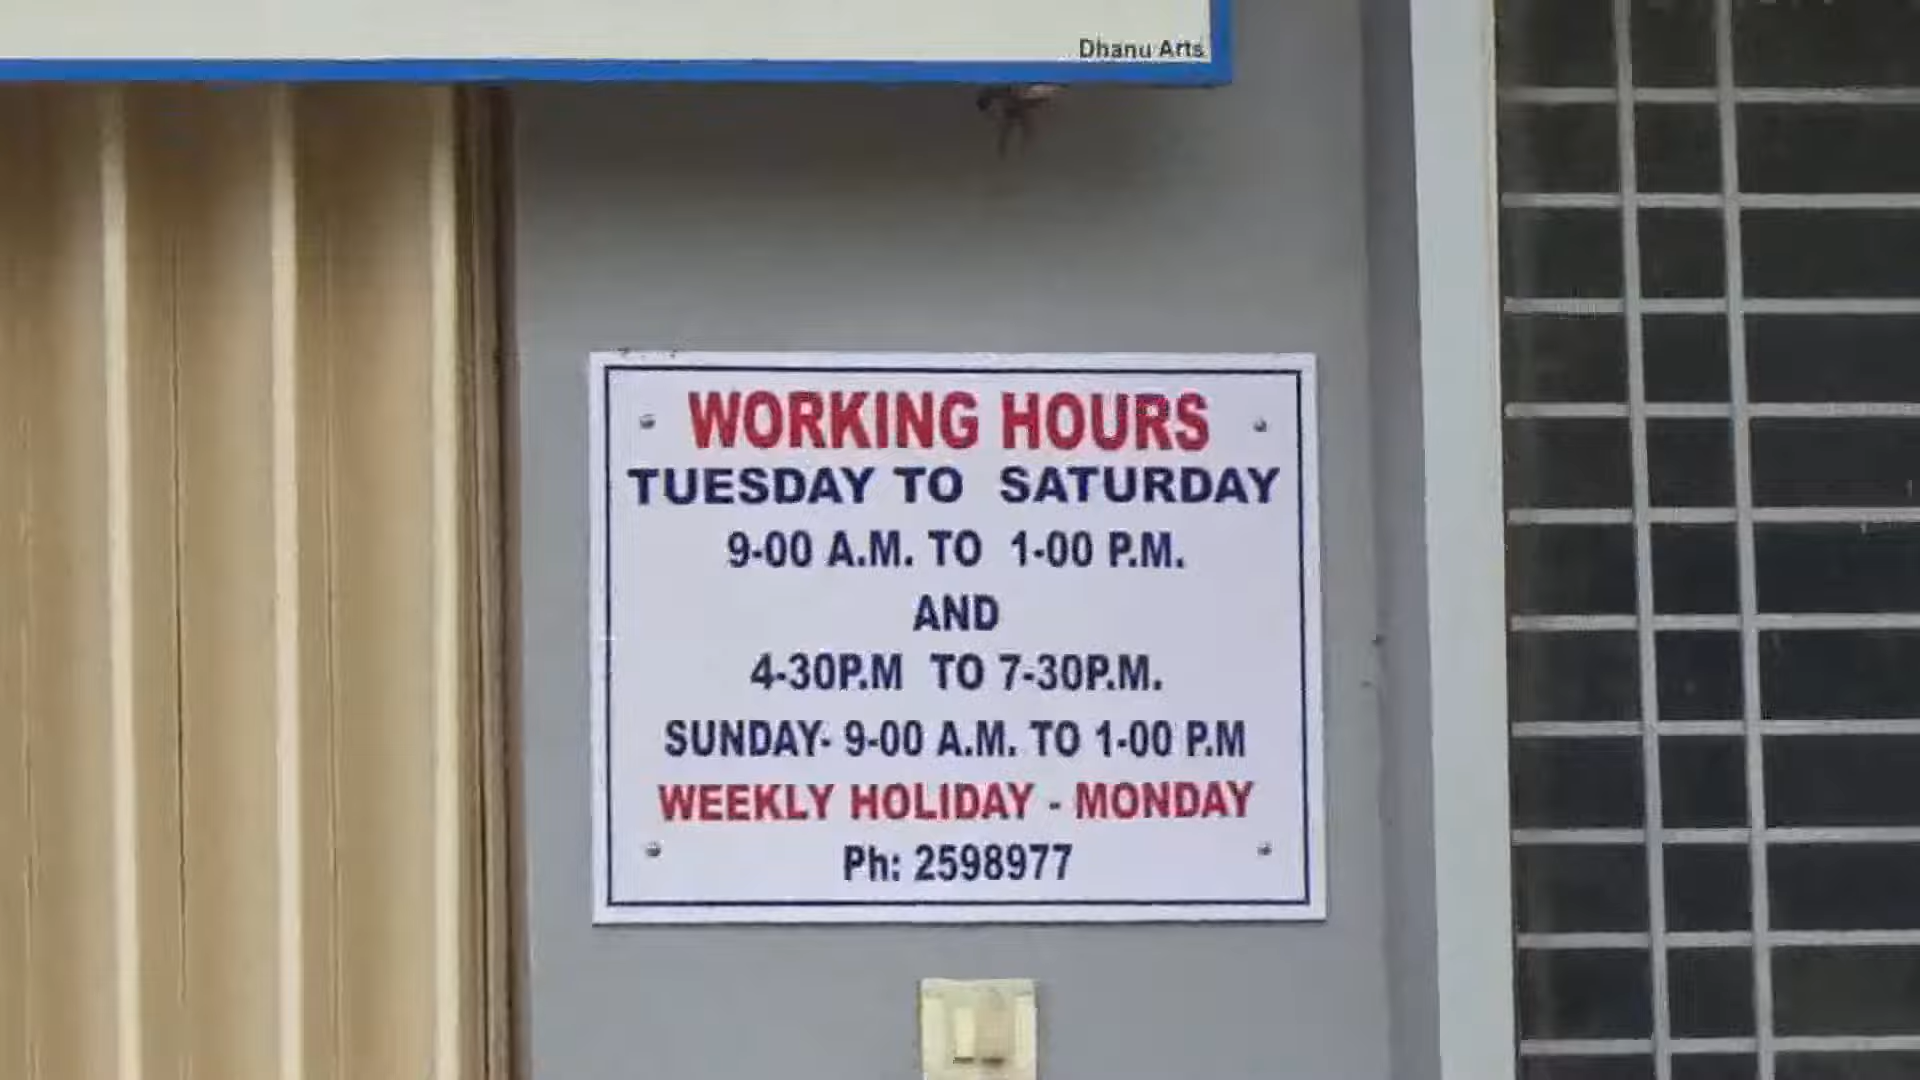 Dhanu Arts
WORKING HOURS
TUESDAY TO SATURDAY
9-00 A.M. TO 1-00 P.M.
AND
4-30P.M TO 7-30P.M.
SUNDAY- 9-00 A.M. TO 1-00 P.M
WEEKLY HOLIDAY - MONDAY
Ph: 2598977